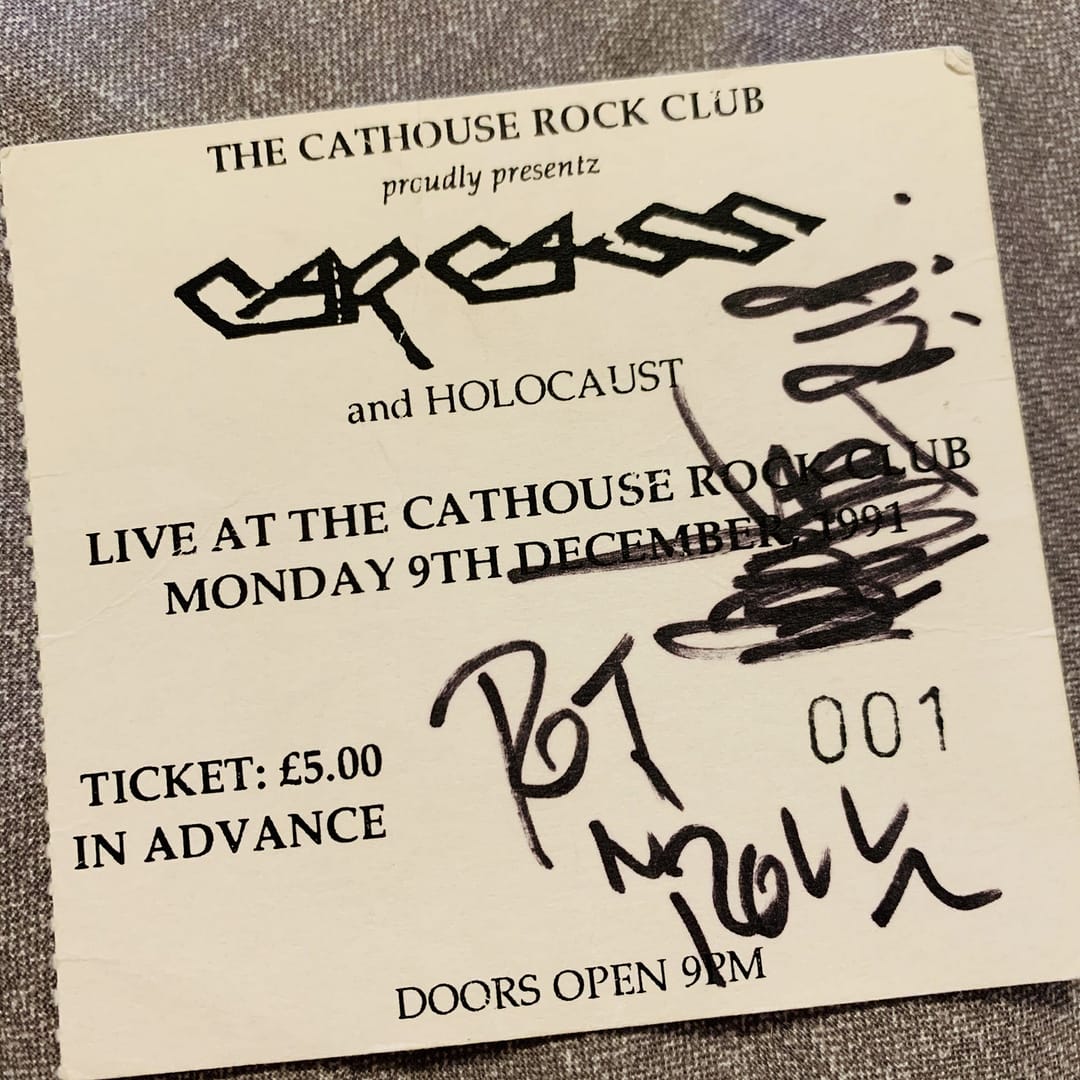 THE CATHOUSE ROCK CLUB
proudly presentz
CARCASS
and HOLOCAUST
LIVE AT THE CATHOUSE ROCK CLUB
MONDAY 9TH DECEMBER, 1991
001
TICKET: £5.00
IN ADVANCE
DOORS OPEN 9PM